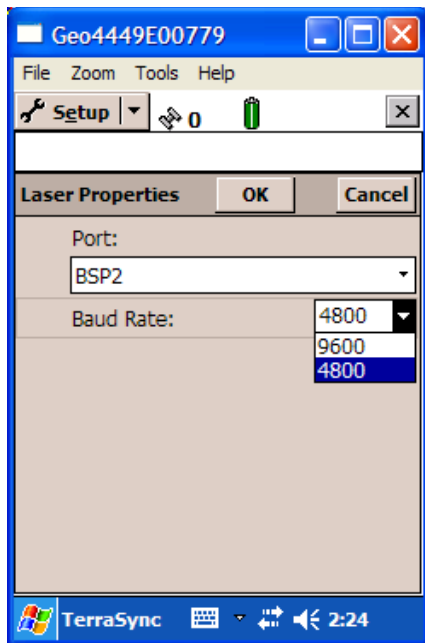 Geo4449E00779
File Zoom Tools Help
Setup 0
Laser Properties OK Cancel
Port:
BSP2
Baud Rate: 4800
9600
4800
TerraSync 2:24